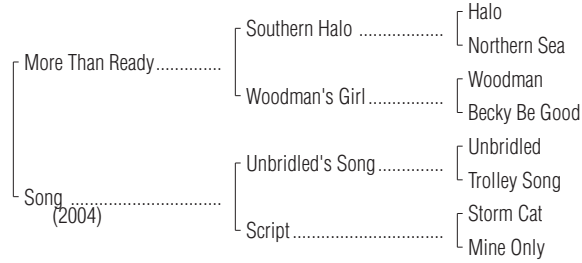 Halo
Southern Halo ..................
Northern Sea
More Than Ready..............
Woodman
Woodman's Girl................
Becky Be Good
Unbridled
Unbridled's Song..............
Trolley Song
Song ................................
(2004)
Storm Cat
Script................................
Mine Only